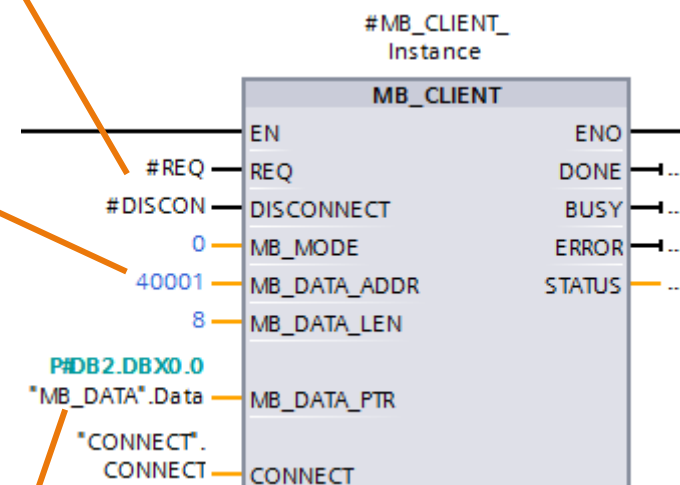 #MB_CLIENT_
Instance
MB_CLIENT
EN ENO
#REQ REQ DONE ...
#DISCON DISCONNECT BUSY ...
0 MB_MODE ERROR ...
40001 MB_DATA_ADDR STATUS ...
8 MB_DATA_LEN
P#DB2.DBX0.0
"MB_DATA".Data MB_DATA_PTR
"CONNECT".
CONNECT CONNECT